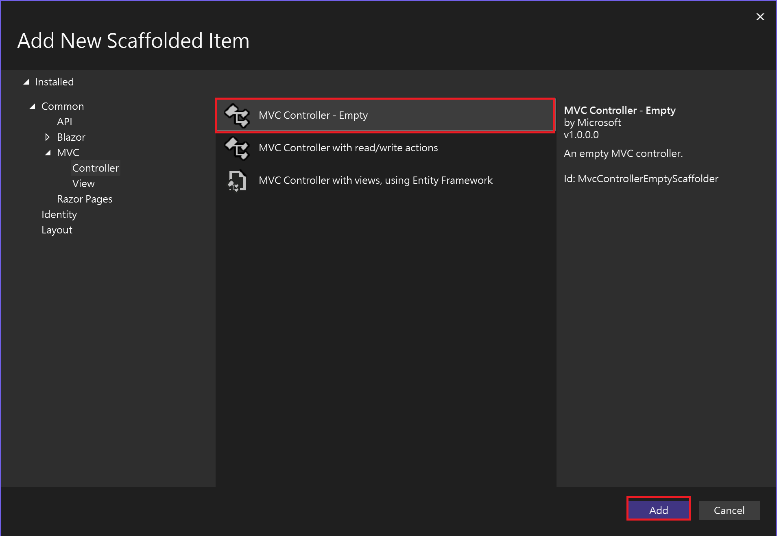 Add New Scaffolded Item
Installed
Common
API
Blazor
MVC
Controller
View
Razor Pages
Identity
Layout
MVC Controller - Empty
MVC Controller with read/write actions
MVC Controller with views, using Entity Framework
MVC Controller - Empty
by Microsoft
v1.0.0.0
An empty MVC controller.
Id: MvcControllerEmptyScaffolder
Add
Cancel